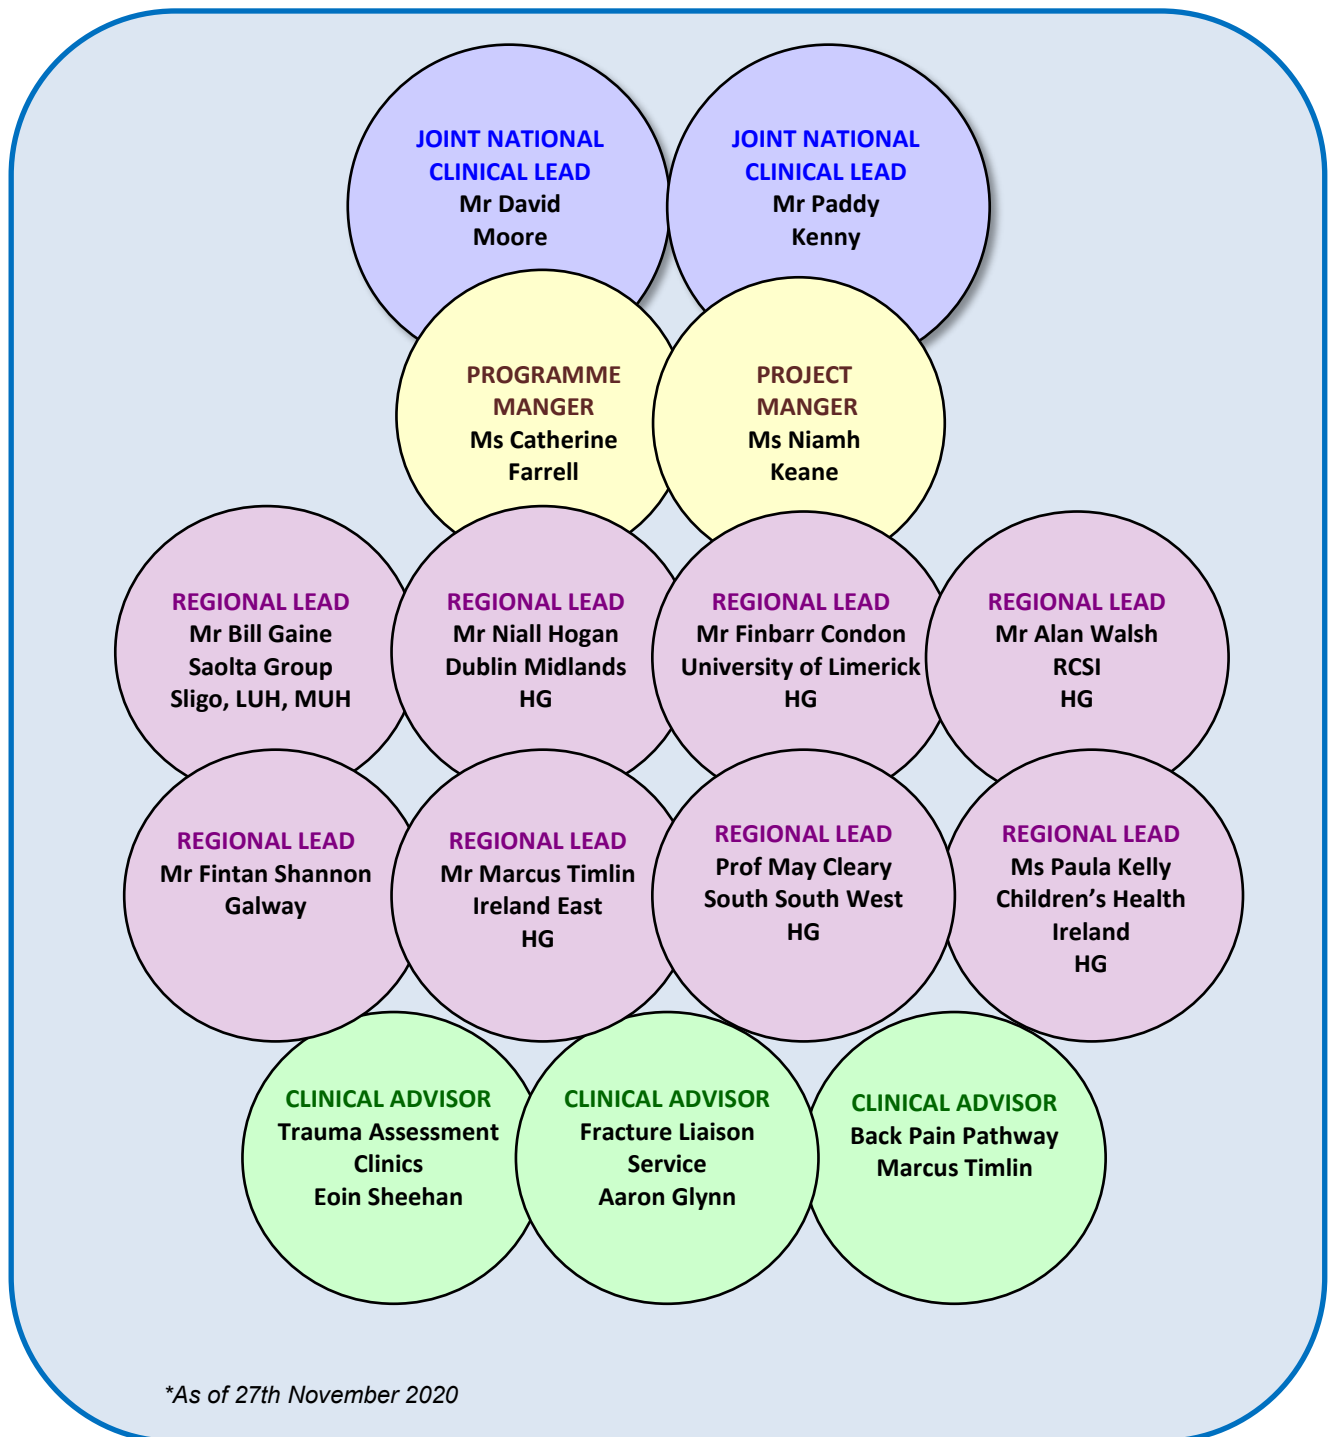 JOINT NATIONAL
CLINICAL LEAD
Mr David
Moore
JOINT NATIONAL
CLINICAL LEAD
Mr Paddy
Kenny
PROGRAMME
MANGER
Ms Catherine
Farrell
PROJECT
MANGER
Ms Niamh
Keane
REGIONAL LEAD
Mr Bill Gaine
Saolta Group
Sligo, LUH, MUH
REGIONAL LEAD
Mr Niall Hogan
Dublin Midlands
HG
REGIONAL LEAD
Mr Finbarr Condon
University of Limerick
HG
REGIONAL LEAD
Mr Alan Walsh
RCSI
HG
REGIONAL LEAD
Mr Fintan Shannon
Galway
REGIONAL LEAD
Mr Marcus Timlin
Ireland East
HG
REGIONAL LEAD
Prof May Cleary
South South West
HG
REGIONAL LEAD
Ms Paula Kelly
Children’s Health
Ireland
HG
CLINICAL ADVISOR
Trauma Assessment
Clinics
Eoin Sheehan
CLINICAL ADVISOR
Fracture Liaison
Service
Aaron Glynn
CLINICAL ADVISOR
Back Pain Pathway
Marcus Timlin
*As of 27th November 2020